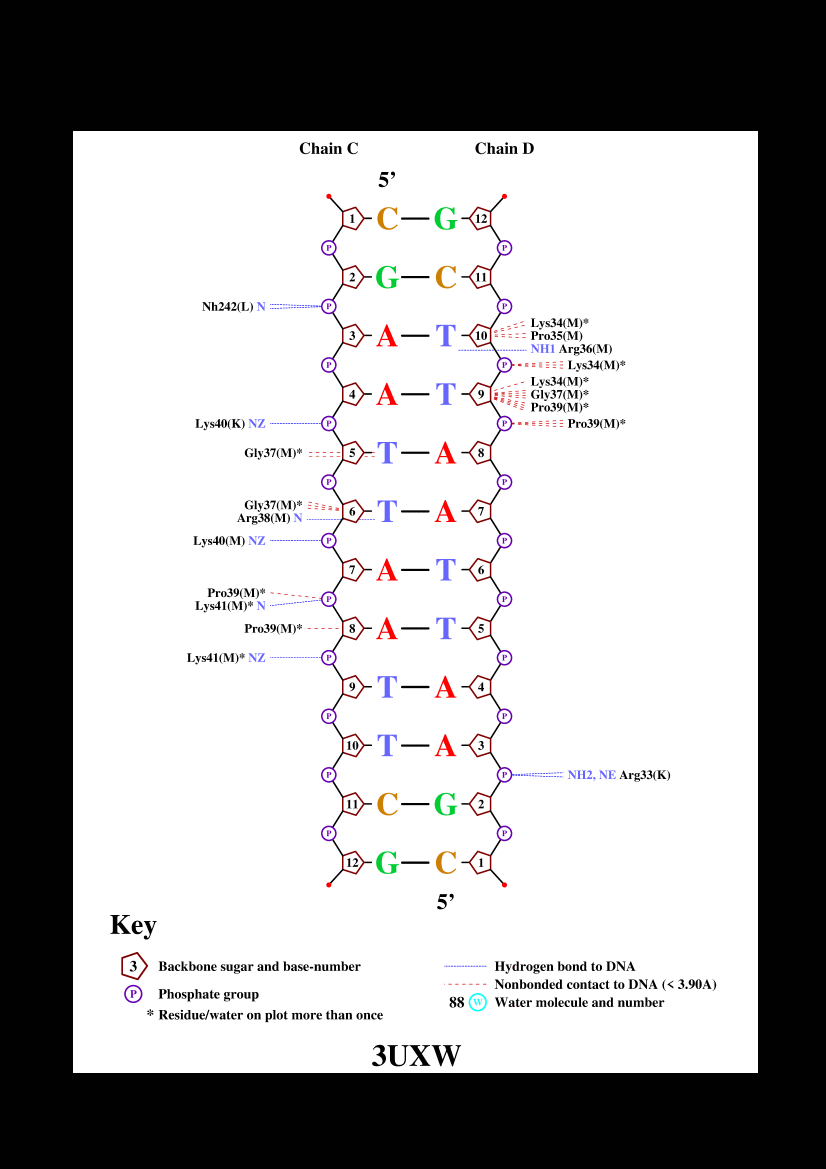 Chain C Chain D
5’
1 C G 12
P P
2 G C 11
Nh242(L) N P P
Lys34(M)*
3 A T 10 Pro35(M)
NH1 Arg36(M)
P P Lys34(M)*
Lys34(M)*
4 A T 9 Gly37(M)*
Pro39(M)*
Lys40(K) NZ P P Pro39(M)*
Gly37(M)* 5 T A 8
P P
Gly37(M)* 6 T A 7
Arg38(M) N
Lys40(M) NZ P P
7 A T 6
Pro39(M)* P P
Lys41(M)* N
Pro39(M)* 8 A T 5
Lys41(M)* NZ P P
9 T A 4
P P
10 T A 3
P P NH2, NE Arg33(K)
11 C G 2
P P
12 G C 1
5’
Key
3 Backbone sugar and base-number Hydrogen bond to DNA
Nonbonded contact to DNA (< 3.90A)
P Phosphate group 88 W Water molecule and number
* Residue/water on plot more than once
3UXW